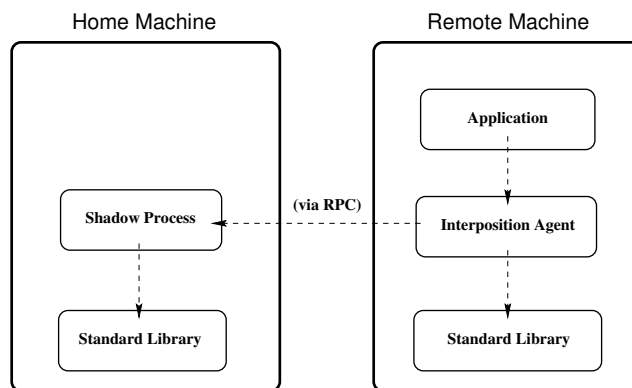 Home Machine
Remote Machine
Application
(via RPC)
Shadow Process
Interposition Agent
Standard Library
Standard Library